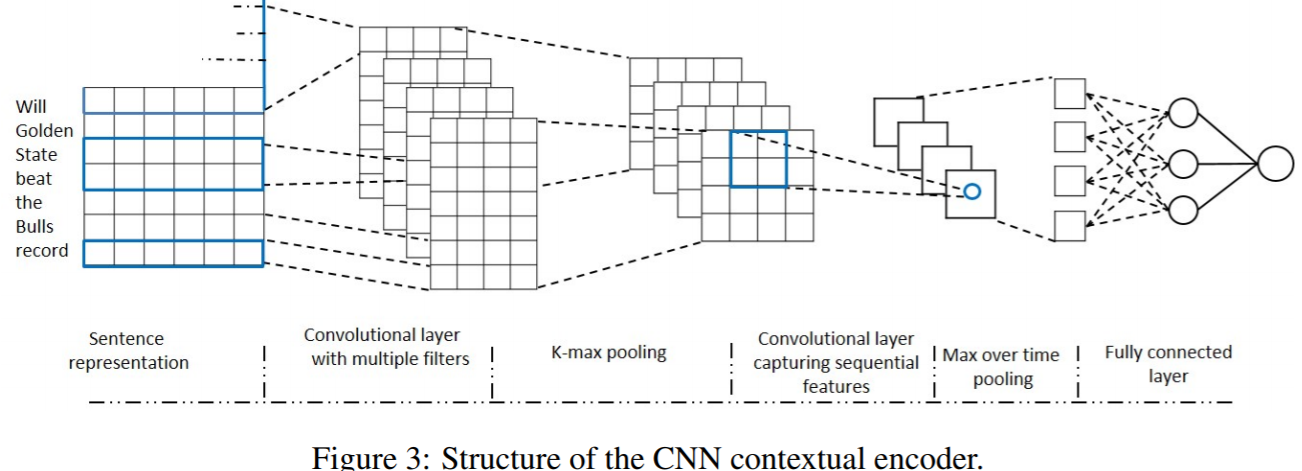 Will
Golden
State
beat
the
Bulls
record
Sentence
representation
Convolutional layer
with multiple filters
K-max pooling
Convolutional layer
capturing sequential
features
Max over time
pooling
Fully connected
layer
Figure 3: Structure of the CNN contextual encoder.